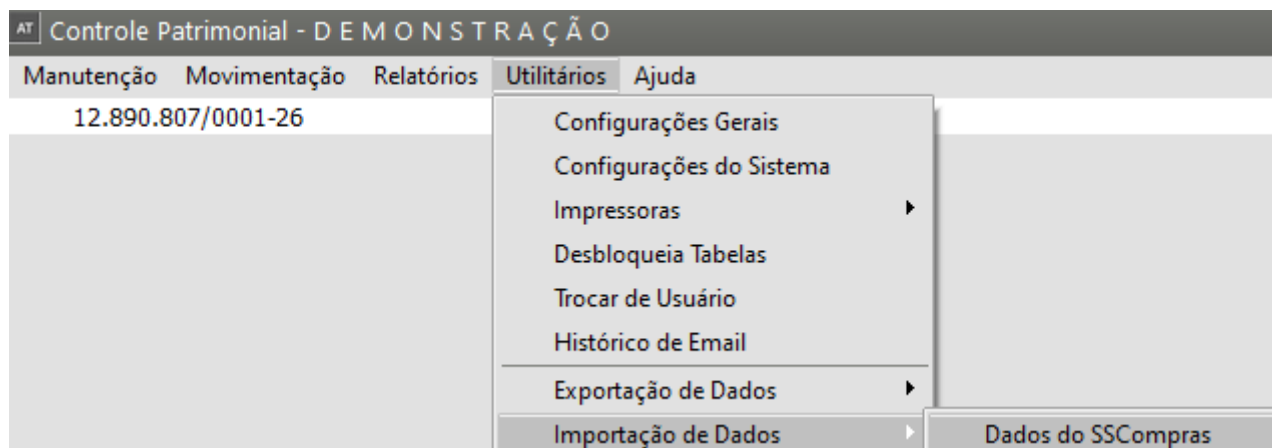 AT Controle Patrimonial - D E M O N S T R A Ç Ã O
Manutenção Movimentação Relatórios Utilitários Ajuda
12.890.807/0001-26
Configurações Gerais
Configurações do Sistema
Impressoras
Desbloqueia Tabelas
Trocar de Usuário
Histórico de Email
Exportação de Dados
Importação de Dados Dados do SSCompras